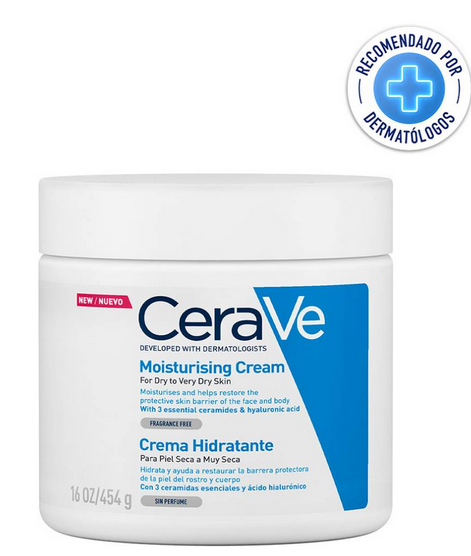 RECOMENDADO POR
DERMATÓLOGOS
NEW / NUEVO
CeraVe
DEVELOPED WITH DERMATOLOGISTS
Moisturising Cream
For Dry to Very Dry Skin
Moisturises and helps restore the
protective skin barrier of the face and body
With 3 essential ceramides & hyaluronic acid
FRAGRANCE FREE
Crema Hidratante
Para Piel Seca a Muy Seca
Hidrata y ayuda a restaurar la barrera protectora
de la piel del rostro y cuerpo
Con 3 ceramidas esenciales y ácido hialurónico
16 OZ/454 g
SIN PERFUME